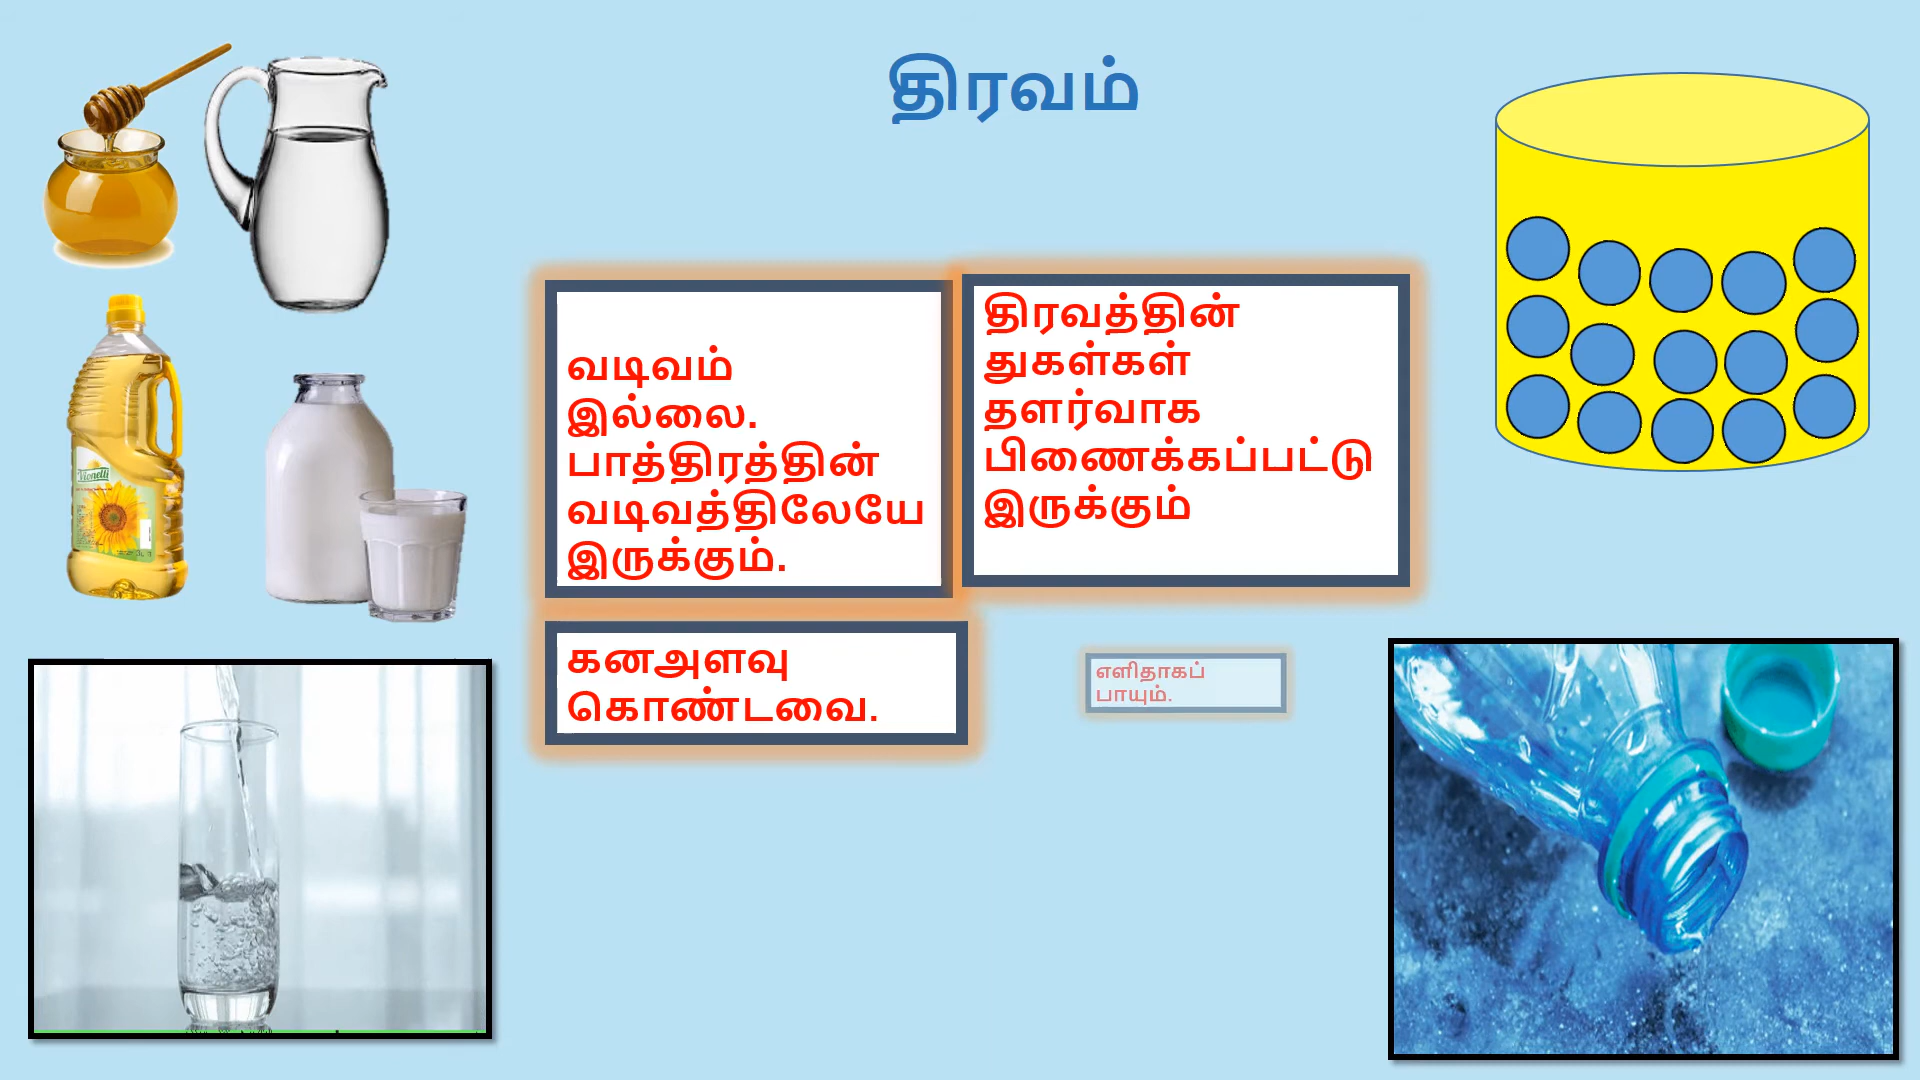 திரவம்
வடிவம்
இல்லை.
பாத்திரத்தின்
வடிவத்திலேயே
இருக்கும்.
திரவத்தின்
துகள்கள்
தளர்வாக
பிணைக்கப்பட்டு
இருக்கும்
கனஅளவு
கொண்டவை.
எளிதாகப்
பாயும்.
Vionelli